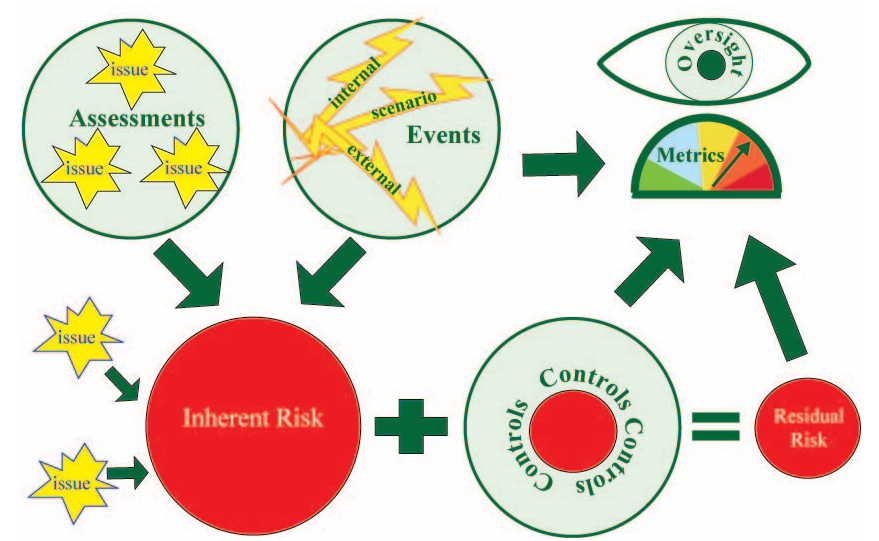 issue
Assessments
issue
issue
internal
scenario
Events
external
Oversight
Metrics
issue
issue
Inherent Risk
Controls
Controls
Controls
Residual
Risk